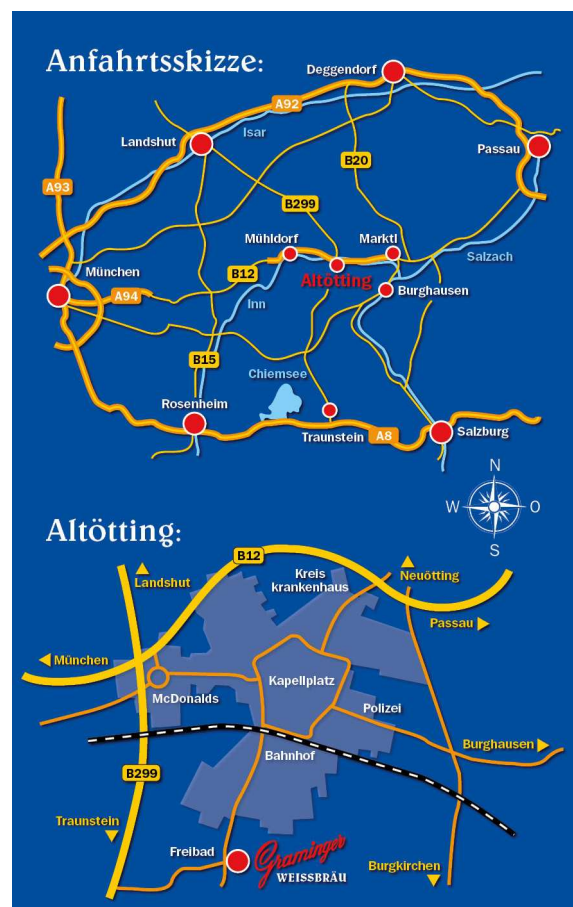 Anfahrtsskizze:
Deggendorf
A92
Isar
Landshut
Passau
B20
A93
B299
Mühldorf
Marktl
Salzach
München
B12
Altötting
A94
Burghausen
Inn
B15
Chiemsee
Rosenheim
Traunstein
A8
Salzburg
N
W
O
S
Altötting:
B12
Kreis
krankenhaus
Landshut
Neuötting
Passau
München
Kapellplatz
McDonalds
Polizei
Burghausen
Bahnhof
B299
Traunstein
Freibad
Graminger
WEISSBRÄU
Burgkirchen